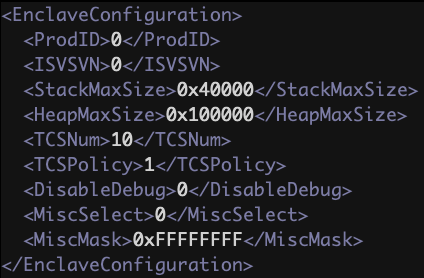 <EnclaveConfiguration>
  <ProdID>0</ProdID>
  <ISVSVN>0</ISVSVN>
  <StackMaxSize>0x40000</StackMaxSize>
  <HeapMaxSize>0x100000</HeapMaxSize>
  <TCSNum>10</TCSNum>
  <TCSPolicy>1</TCSPolicy>
  <DisableDebug>0</DisableDebug>
  <MiscSelect>0</MiscSelect>
  <MiscMask>0xFFFFFFFF</MiscMask>
</EnclaveConfiguration>